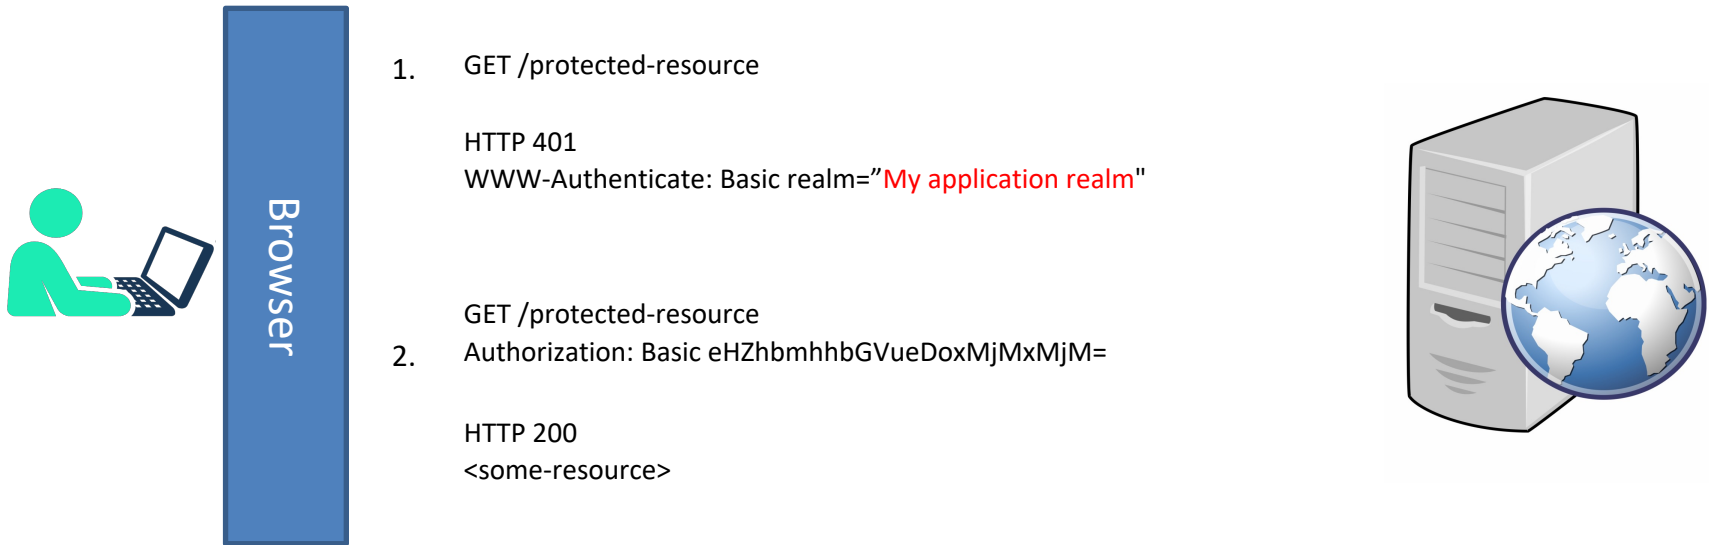 Browser
1. GET /protected-resource
HTTP 401
WWW-Authenticate: Basic realm=”My application realm"
GET /protected-resource
2. Authorization: Basic eHZhbmhhbGVueDoxMjMxMjM=
HTTP 200
<some-resource>